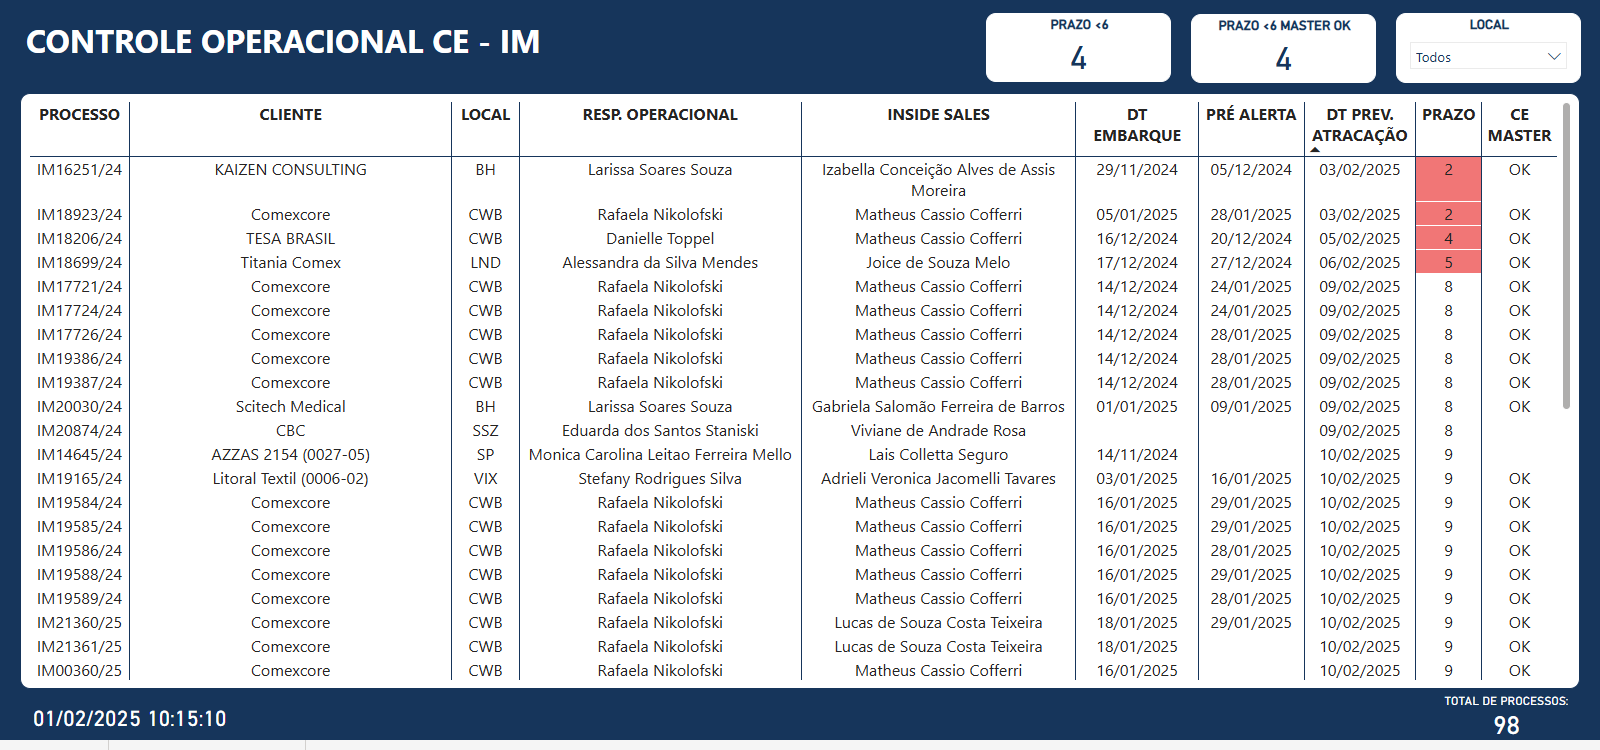 CONTROLE OPERACIONAL CE - IM
PRAZO <6
4
PRAZO <6 MASTER OK
4
LOCAL
Todos
PROCESSO CLIENTE LOCAL RESP. OPERACIONAL INSIDE SALES DT EMBARQUE PRÉ ALERTA DT PREV. ATRACAÇÃO PRAZO CE MASTER
IM16251/24 KAIZEN CONSULTING BH Larissa Soares Souza Izabella Conceição Alves de Assis Moreira 29/11/2024 05/12/2024 03/02/2025 2 OK
IM18923/24 Comexcore CWB Rafaela Nikolofski Matheus Cassio Cofferri 05/01/2025 28/01/2025 03/02/2025 2 OK
IM18206/24 TESA BRASIL CWB Danielle Toppel Matheus Cassio Cofferri 16/12/2024 20/12/2024 05/02/2025 4 OK
IM18699/24 Titania Comex LND Alessandra da Silva Mendes Joice de Souza Melo 17/12/2024 27/12/2024 06/02/2025 5 OK
IM17721/24 Comexcore CWB Rafaela Nikolofski Matheus Cassio Cofferri 14/12/2024 24/01/2025 09/02/2025 8 OK
IM17724/24 Comexcore CWB Rafaela Nikolofski Matheus Cassio Cofferri 14/12/2024 24/01/2025 09/02/2025 8 OK
IM17726/24 Comexcore CWB Rafaela Nikolofski Matheus Cassio Cofferri 14/12/2024 28/01/2025 09/02/2025 8 OK
IM19386/24 Comexcore CWB Rafaela Nikolofski Matheus Cassio Cofferri 14/12/2024 28/01/2025 09/02/2025 8 OK
IM19387/24 Comexcore CWB Rafaela Nikolofski Matheus Cassio Cofferri 14/12/2024 28/01/2025 09/02/2025 8 OK
IM20030/24 Scitech Medical BH Larissa Soares Souza Gabriela Salomão Ferreira de Barros 01/01/2025 09/01/2025 09/02/2025 8 OK
IM20874/24 CBC SSZ Eduarda dos Santos Staniski Viviane de Andrade Rosa 09/02/2025 8
IM14645/24 AZZAS 2154 (0027-05) SP Monica Carolina Leitao Ferreira Mello Lais Colletta Seguro 14/11/2024 10/02/2025 9
IM19165/24 Litoral Textil (0006-02) VIX Stefany Rodrigues Silva Adrieli Veronica Jacomelli Tavares 03/01/2025 16/01/2025 10/02/2025 9 OK
IM19584/24 Comexcore CWB Rafaela Nikolofski Matheus Cassio Cofferri 16/01/2025 29/01/2025 10/02/2025 9 OK
IM19585/24 Comexcore CWB Rafaela Nikolofski Matheus Cassio Cofferri 16/01/2025 29/01/2025 10/02/2025 9 OK
IM19586/24 Comexcore CWB Rafaela Nikolofski Matheus Cassio Cofferri 16/01/2025 28/01/2025 10/02/2025 9 OK
IM19588/24 Comexcore CWB Rafaela Nikolofski Matheus Cassio Cofferri 16/01/2025 29/01/2025 10/02/2025 9 OK
IM19589/24 Comexcore CWB Rafaela Nikolofski Matheus Cassio Cofferri 16/01/2025 28/01/2025 10/02/2025 9 OK
IM21360/25 Comexcore CWB Rafaela Nikolofski Lucas de Souza Costa Teixeira 18/01/2025 29/01/2025 10/02/2025 9 OK
IM21361/25 Comexcore CWB Rafaela Nikolofski Lucas de Souza Costa Teixeira 18/01/2025 10/02/2025 9 OK
IM00360/25 Comexcore CWB Rafaela Nikolofski Matheus Cassio Cofferri 16/01/2025 10/02/2025 9 OK
01/02/2025 10:15:10
TOTAL DE PROCESSOS:
98